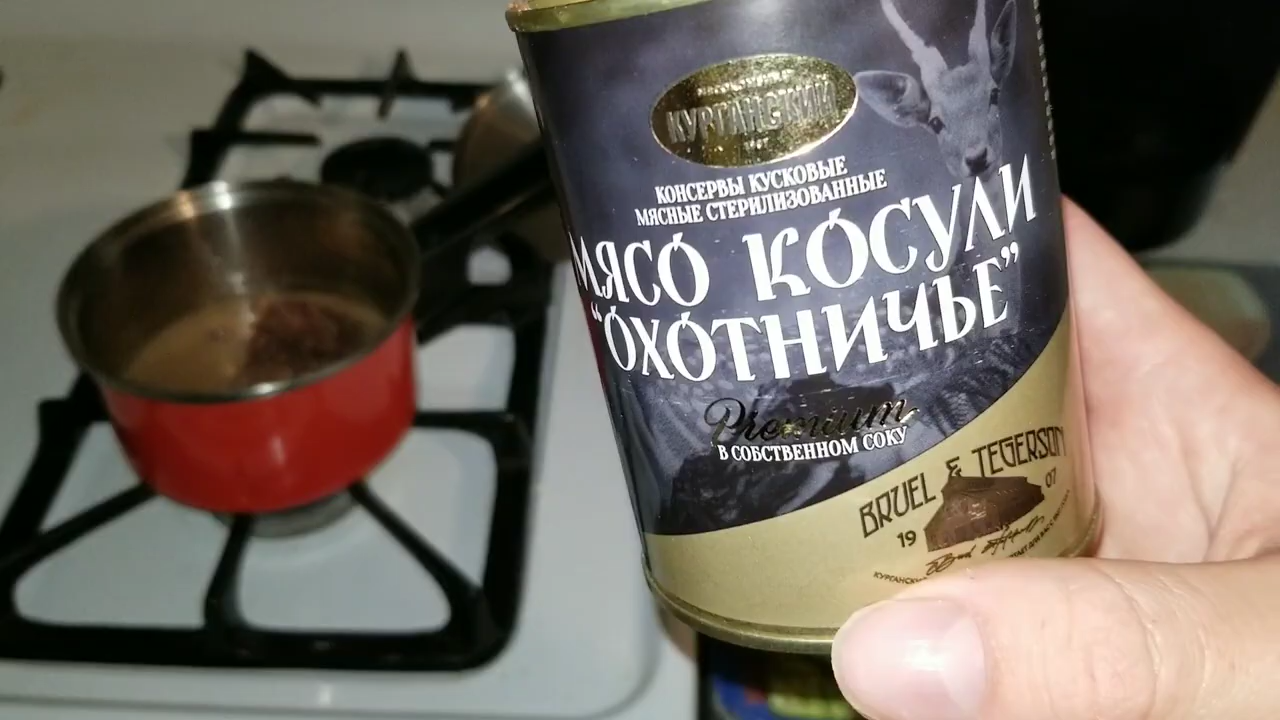 КУРГАНСКИЙ
КОНСЕРВЫ КУСКОВЫЕ
МЯСНЫЕ СТЕРИЛИЗОВАННЫЕ
МЯСО КОСУЛИ
“ОХОТНИЧЬЕ”
Premium
В СОБСТВЕННОМ СОКУ
BRUEL & TEGERSON
19 07